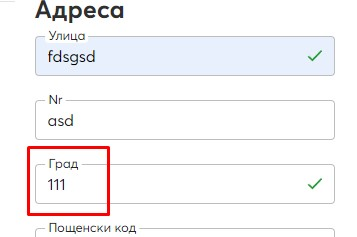 Адреса
Улица
fdsgsd
Nr
asd
Град
111
Пощенски код